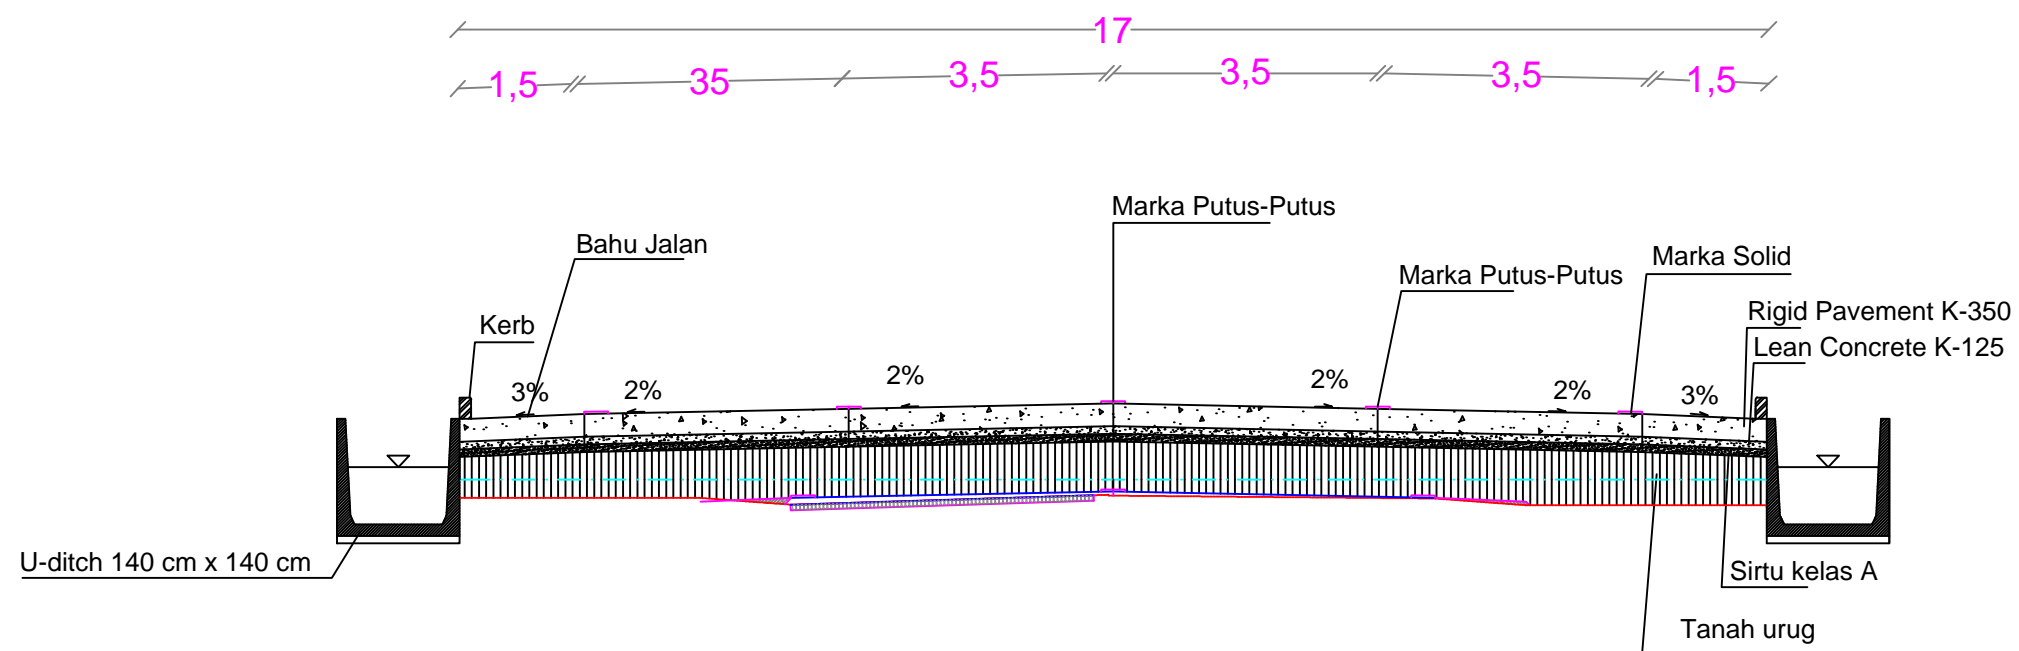 17
1,5
35
3,5
3,5
3,5
1,5
Marka Putus-Putus
Bahu Jalan
Marka Solid
Marka Putus-Putus
Rigid Pavement K-350
Kerb
Lean Concrete K-125
3%
2%
2%
2%
2%
3%
U-ditch 140 cm x 140 cm
Sirtu kelas A
Tanah urug